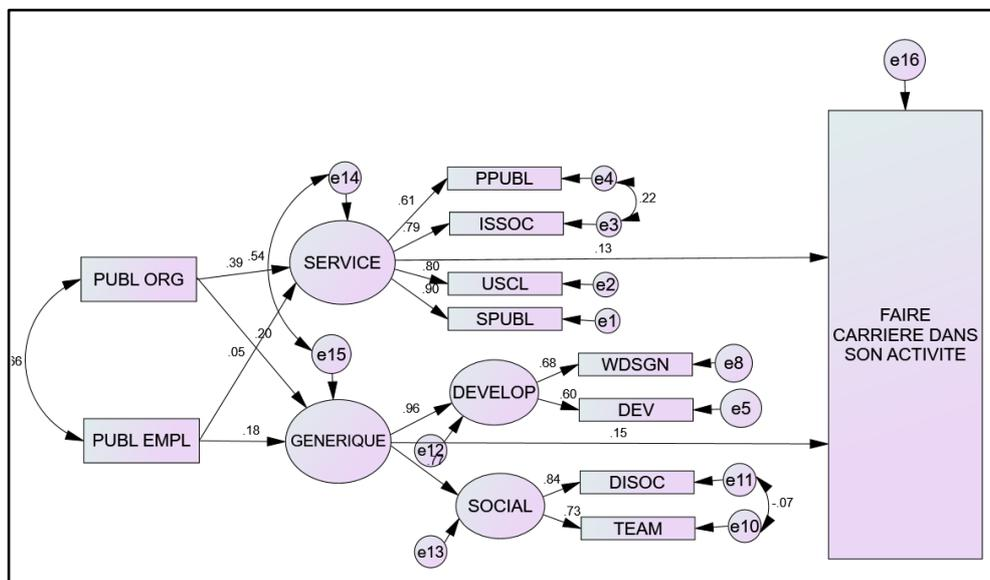 e16
e14
PPUBL
e4
.61
.22
.79
ISSOC
e3
.13
.39
.54
SERVICE
PUBL ORG
.80
USCL
e2
.90
SPUBL
e1
FAIRE
CARRIERE DANS
SON ACTIVITE
.20
.05
e15
66
.68
WDSGN
e8
DEVELOP
.60
DEV
e5
.96
.15
PUBL EMPL
.18
GENERIQUE
e12
.77
.84
DISOC
e11
SOCIAL
-.07
.73
TEAM
e10
e13